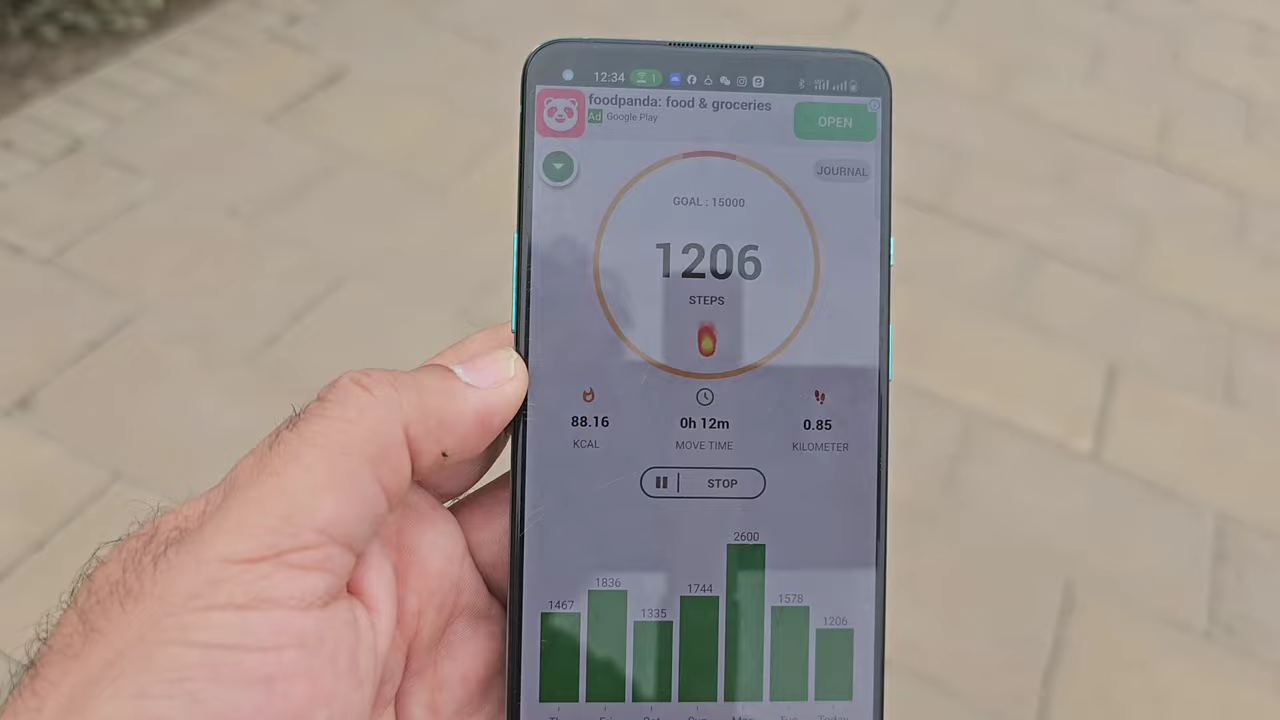 12:34 1
foodpanda: food & groceries
Ad Google Play
OPEN
JOURNAL
GOAL : 15000
1206
STEPS
88.16
0h 12m
0.85
KCAL
MOVE TIME
KILOMETER
STOP
2600
1836
1744
1578
1467
1335
1206